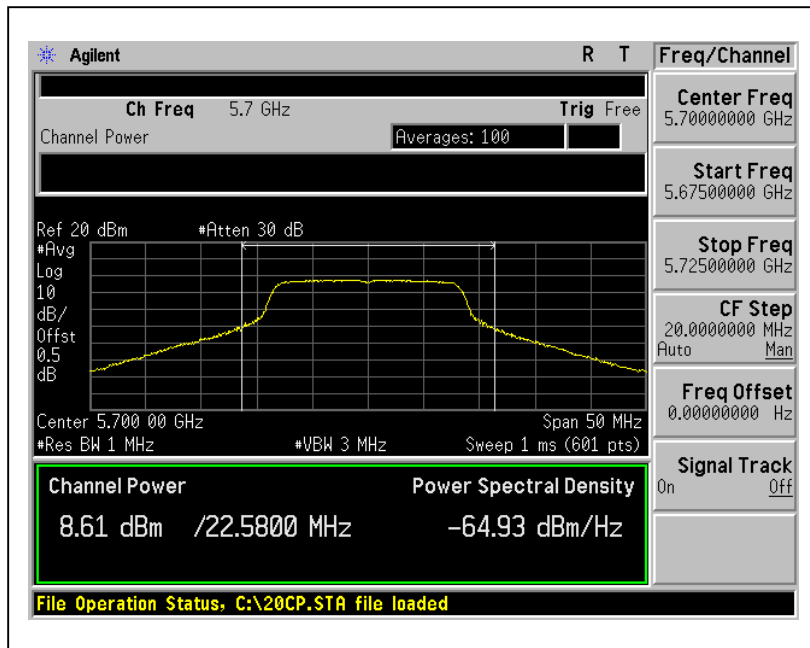 Agilent R T
Ch Freq 5.7 GHz Trig Free
Channel Power Averages: 100
Ref 20 dBm #Atten 30 dB
#Avg
Log
10
dB/
Offst
0.5
dB
Center 5.700 00 GHz Span 50 MHz
#Res BW 1 MHz #VBW 3 MHz Sweep 1 ms (601 pts)
Channel Power Power Spectral Density
8.61 dBm /22.5800 MHz -64.93 dBm/Hz
File Operation Status, C:\20CP.STA file loaded
Freq/Channel
Center Freq
5.70000000 GHz
Start Freq
5.67500000 GHz
Stop Freq
5.72500000 GHz
CF Step
20.0000000 MHz
Auto Man
Freq Offset
0.00000000 Hz
Signal Track
On Off